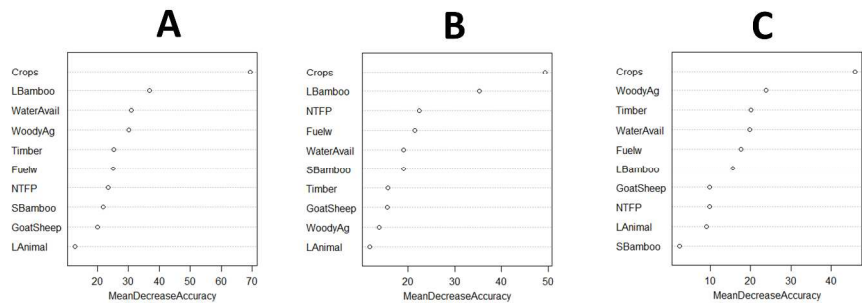 A
Crops
LBamboo
WaterAvail
WoodyAg
Timber
Fuelw
NTFP
SBamboo
GoatSheep
LAnimal
20 30 40 50 60 70
MeanDecreaseAccuracy
B
Crops
LBamboo
NTFP
Fuelw
WaterAvail
SBamboo
Timber
GoatSheep
WoodyAg
LAnimal
20 30 40 50
MeanDecreaseAccuracy
C
Crops
WoodyAg
Timber
WaterAvail
Fuelw
LBamboo
GoatSheep
NTFP
LAnimal
SBamboo
10 20 30 40
MeanDecreaseAccuracy